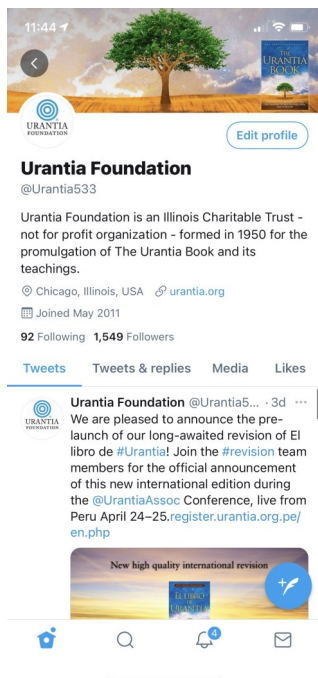 11:44
THE
URANTIA
BOOK
URANTIA
FOUNDATION
Edit profile
Urantia Foundation
@Urantia533
Urantia Foundation is an Illinois Charitable Trust -
not for profit organization - formed in 1950 for the
promulgation of The Urantia Book and its
teachings.
Chicago, Illinois, USA urantia.org
Joined May 2011
92 Following 1,549 Followers
Tweets Tweets & replies Media Likes
Urantia Foundation @Urantia5... · 3d
URANTIA
FOUNDATION
We are pleased to announce the pre-
launch of our long-awaited revision of El
libro de #Urantia! Join the #revision team
members for the official announcement
of this new international edition during
the @UrantiaAssoc Conference, live from
Peru April 24–25.register.urantia.org.pe/
en.php
New high quality international revision
EL LIBRO
DE
URANTIA
4